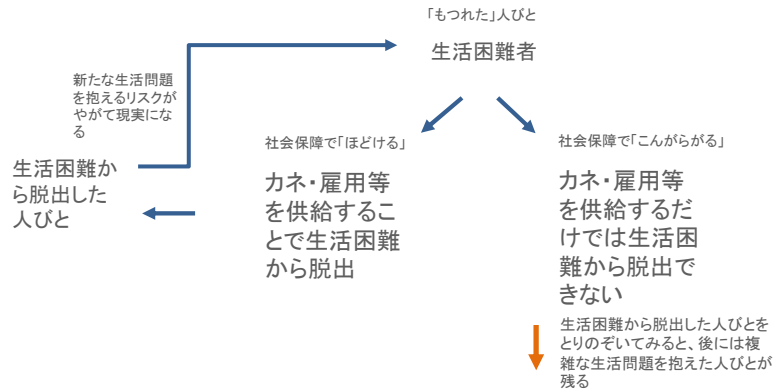 「もつれた」人びと
生活困難者
新たな生活問題
を抱えるリスクが
やがて現実にな
る
社会保障で「ほどける」
社会保障で「こんがらがる」
生活困難か
ら脱出した
人びと
カネ・雇用等
を供給するこ
とで生活困難
から脱出
カネ・雇用等
を供給するだ
けでは生活困
難から脱出で
きない
生活困難から脱出した人びとを
とりのぞいてみると、後には複
雑な生活問題を抱えた人びとが
残る